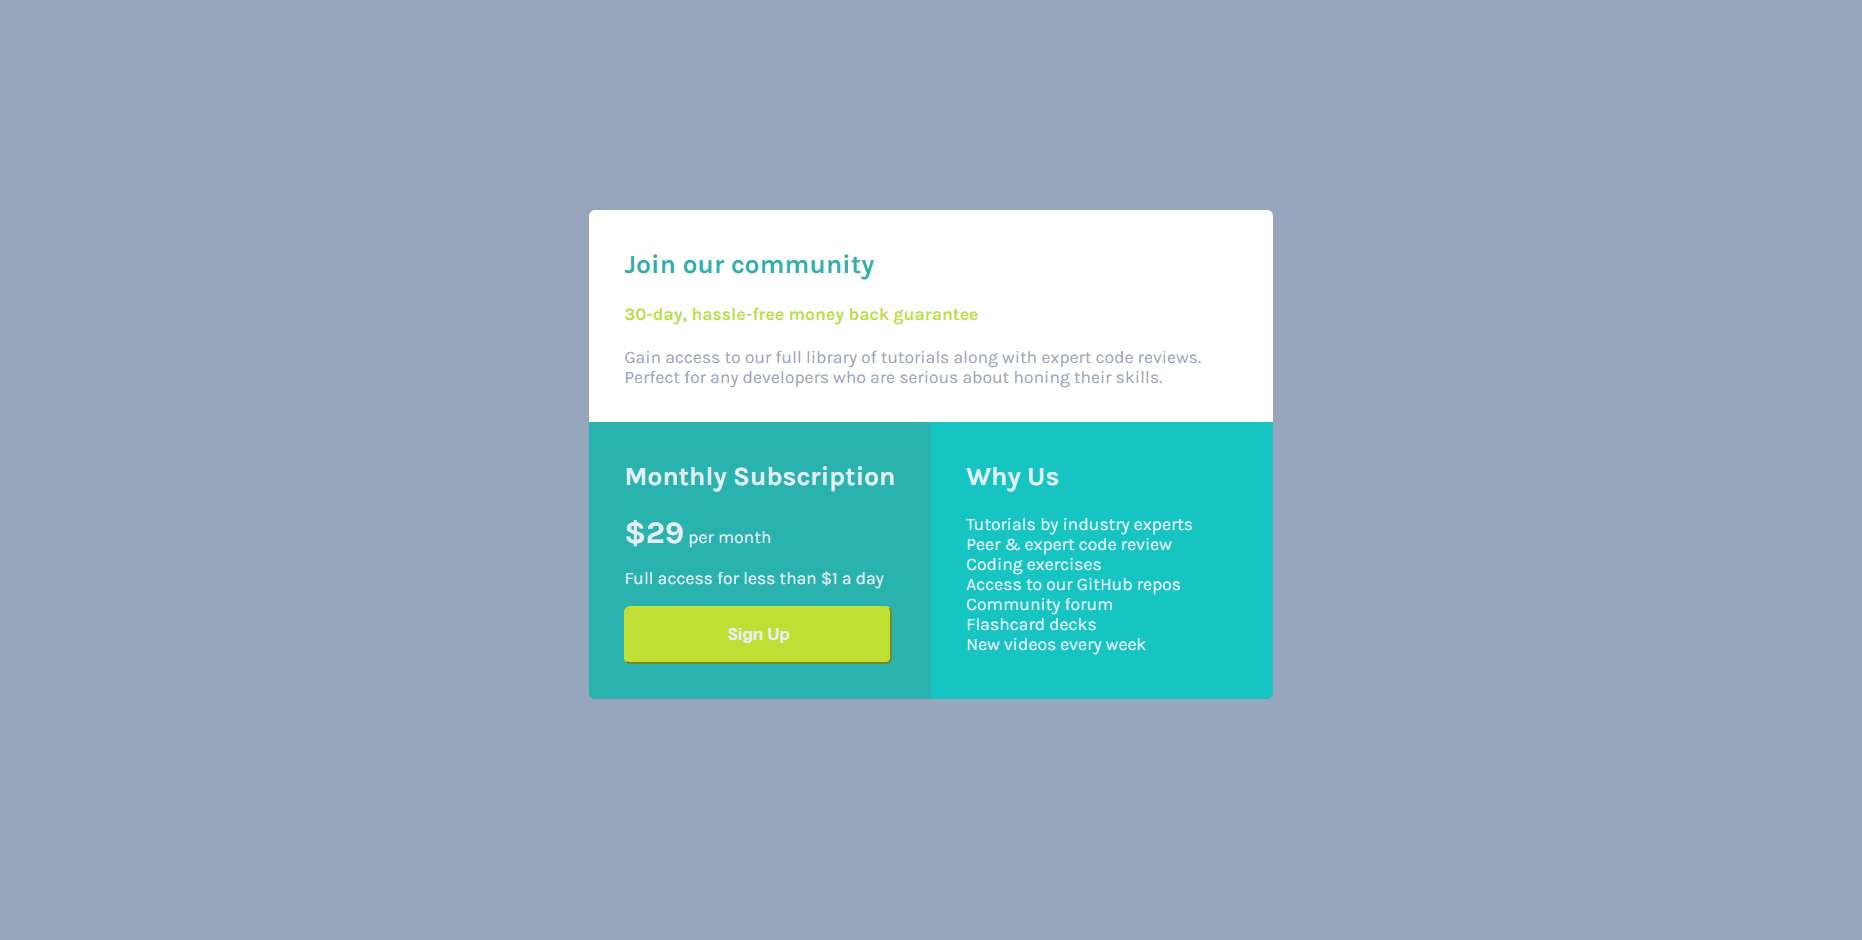 Join our community
30-day, hassle-free money back guarantee
Gain access to our full library of tutorials along with expert code reviews.
Perfect for any developers who are serious about honing their skills.
Monthly Subscription
$29 per month
Full access for less than $1 a day
Sign Up
Why Us
Tutorials by industry experts
Peer & expert code review
Coding exercises
Access to our GitHub repos
Community forum
Flashcard decks
New videos every week